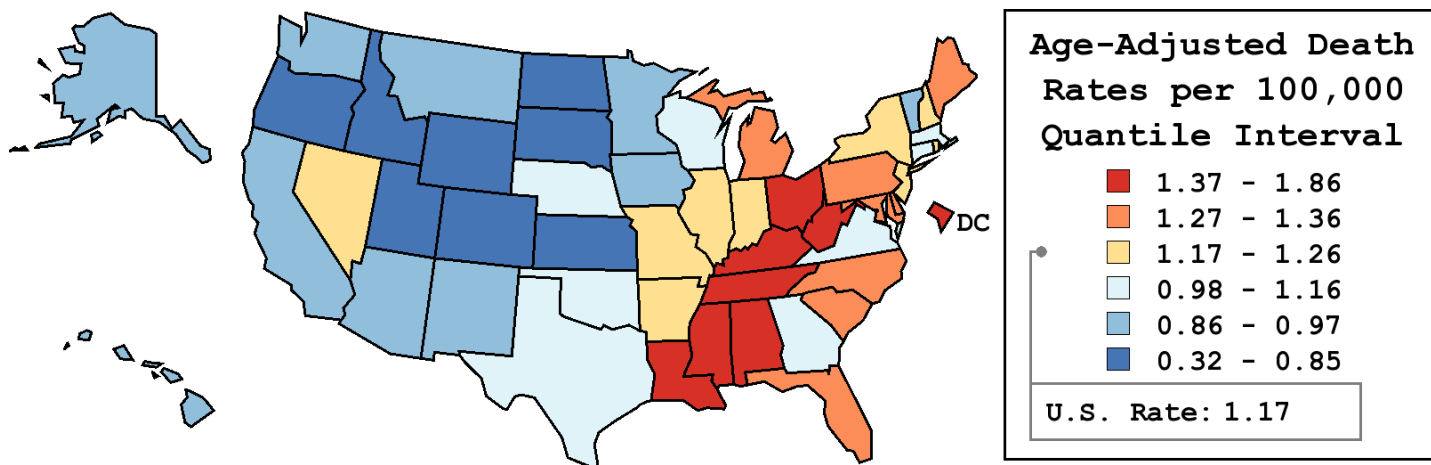 Age-Adjusted Death
Rates per 100,000
Quantile Interval
1.37 - 1.86
1.27 - 1.36
1.17 - 1.26
0.98 - 1.16
0.86 - 0.97
0.32 - 0.85
U.S. Rate: 1.17
DC